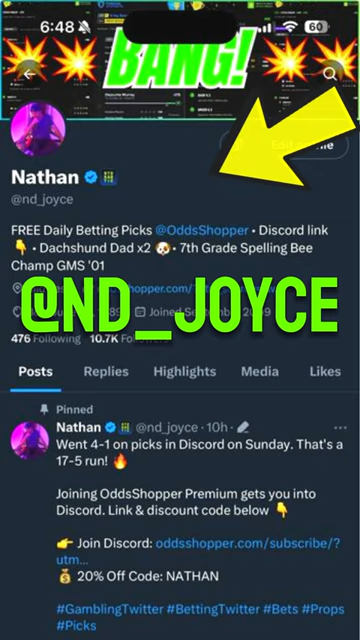 6:48
60
BANG!
Edit profile
Nathan
@nd_joyce
FREE Daily Betting Picks @OddsShopper • Discord link
👇 • Dachshund Dad x2 🐶 • 7th Grade Spelling Bee
Champ GMS '01
@ND_JOYCE
476 Following 10.7K Followers
Posts Replies Highlights Media Likes
Pinned
Nathan @nd_joyce · 10h ·
Went 4-1 on picks in Discord on Sunday. That's a
17-5 run! 🔥
Joining OddsShopper Premium gets you into
Discord. Link & discount code below 👇
👉 Join Discord: oddsshopper.com/subscribe/?
utm…
💰 20% Off Code: NATHAN
#GamblingTwitter #BettingTwitter #Bets #Props
#Picks